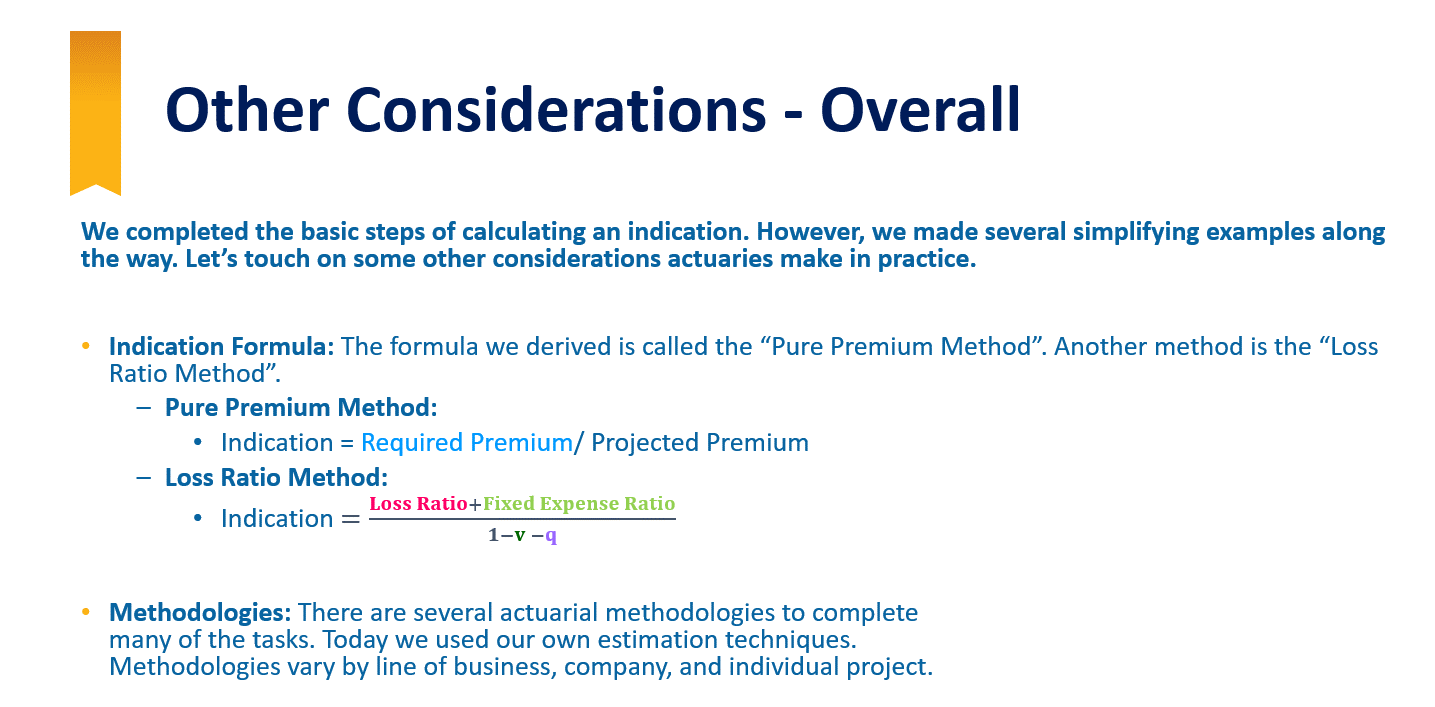 Other Considerations - Overall
We completed the basic steps of calculating an indication. However, we made several simplifying examples along
the way. Let’s touch on some other considerations actuaries make in practice.
• Indication Formula: The formula we derived is called the “Pure Premium Method”. Another method is the “Loss
Ratio Method”.
– Pure Premium Method:
• Indication = Required Premium/ Projected Premium
– Loss Ratio Method:
• Indication = Loss Ratio+Fixed Expense Ratio
1−v −q
• Methodologies: There are several actuarial methodologies to complete
many of the tasks. Today we used our own estimation techniques.
Methodologies vary by line of business, company, and individual project.